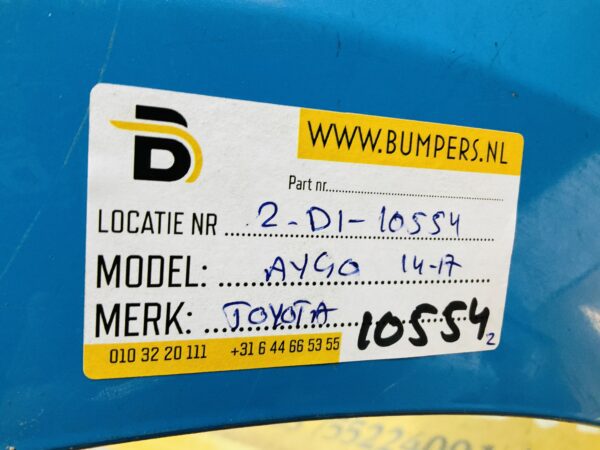 B
WWW.BUMPERS.NL
Part nr
LOCATIE NR 2-D1-10554
MODEL: AYGO 14-17
MERK: TOYOTA 10554 2
010 32 20 111 +31 6 44 66 53 55